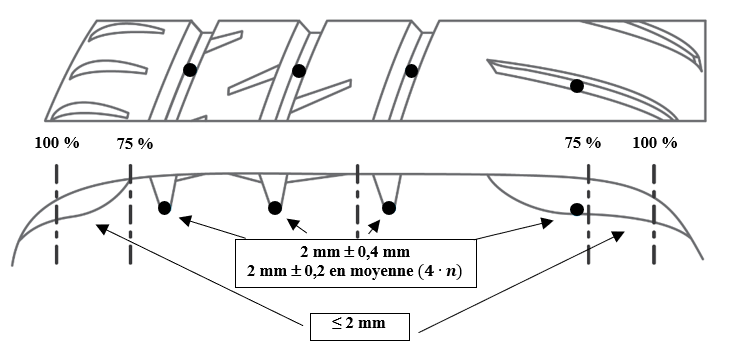 100 % 75 % 75 % 100 %
2 mm ± 0,4 mm
2 mm ± 0,2 en moyenne (4 · n)
≤ 2 mm